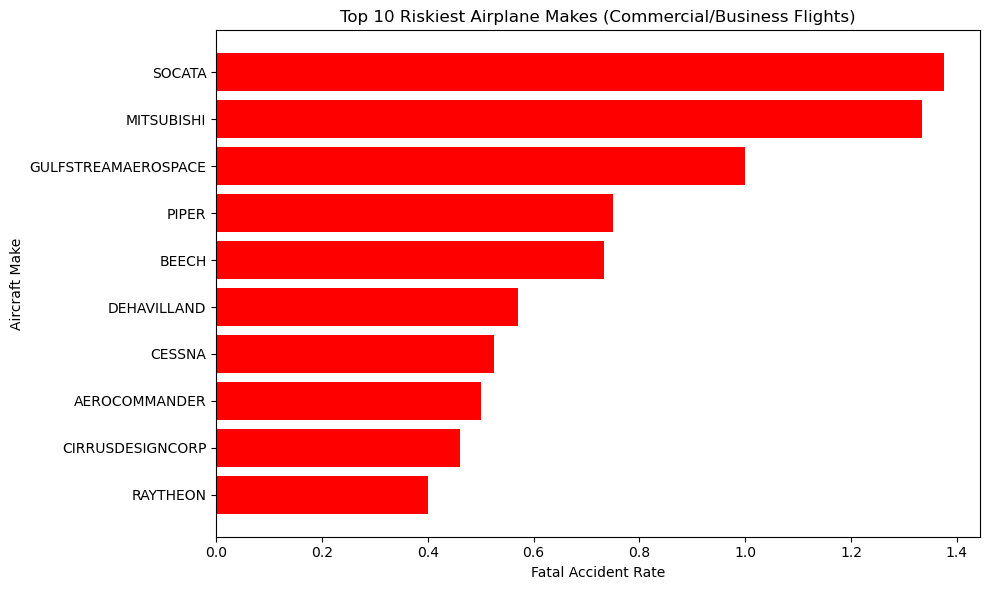 Top 10 Riskiest Airplane Makes (Commercial/Business Flights)
SOCATA
MITSUBISHI
GULFSTREAMAEROSPACE
PIPER
BEECH
DEHAVILLAND
CESSNA
AEROCOMMANDER
CIRRUSDESIGNCORP
RAYTHEON
Aircraft Make
0.0 0.2 0.4 0.6 0.8 1.0 1.2 1.4
Fatal Accident Rate